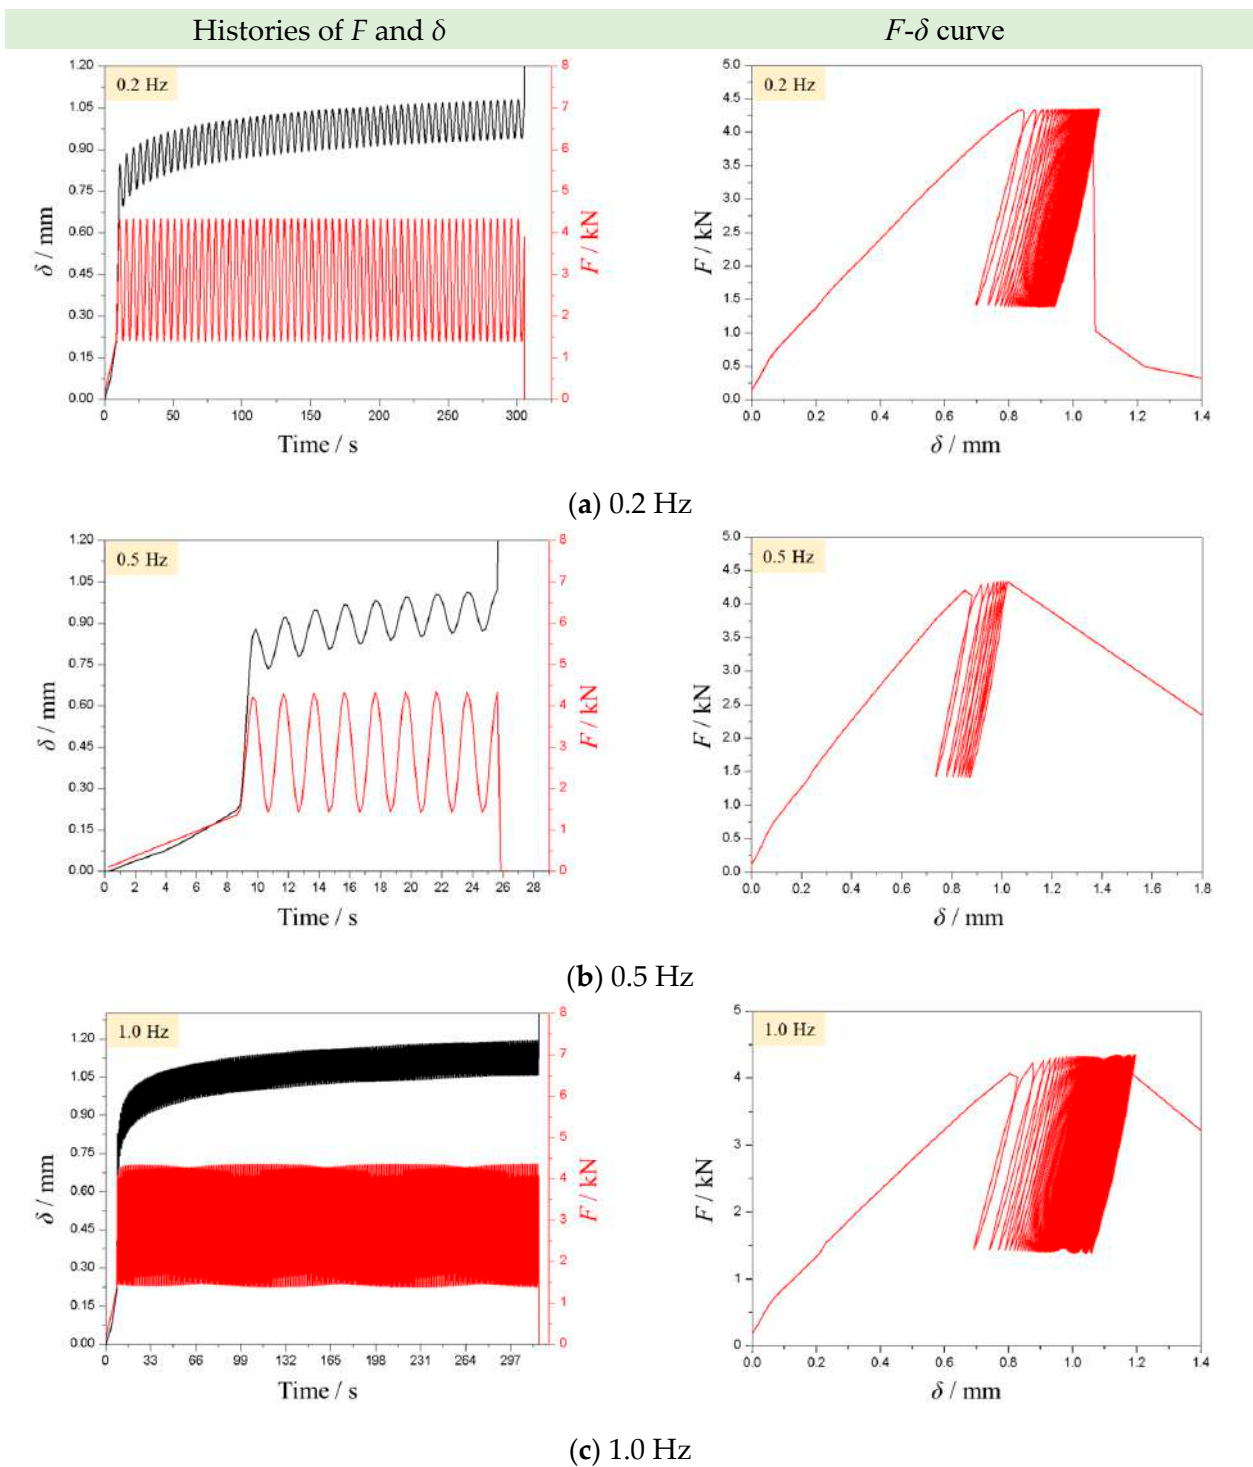 Histories of F and δ
F-δ curve
0.2 Hz
1.20
1.05
0.90
0.75
0.60
0.45
0.30
0.15
0.00
δ / mm
8
7
6
5
4
3
2
1
0
F / kN
0 50 100 150 200 250 300
Time / s
0.2 Hz
5.0
4.5
4.0
3.5
3.0
2.5
2.0
1.5
1.0
0.5
0.0
F / kN
0.0 0.2 0.4 0.6 0.8 1.0 1.2 1.4
δ / mm
(a) 0.2 Hz
0.5 Hz
1.20
1.05
0.90
0.75
0.60
0.45
0.30
0.15
0.00
δ / mm
8
7
6
5
4
3
2
1
0
F / kN
0 2 4 6 8 10 12 14 16 18 20 22 24 26 28
Time / s
0.5 Hz
5.0
4.5
4.0
3.5
3.0
2.5
2.0
1.5
1.0
0.5
0.0
F / kN
0.0 0.2 0.4 0.6 0.8 1.0 1.2 1.4 1.6 1.8
δ / mm
(b) 0.5 Hz
1.0 Hz
1.20
1.05
0.90
0.75
0.60
0.45
0.30
0.15
0.00
δ / mm
8
7
6
5
4
3
2
1
0
F / kN
0 33 66 99 132 165 198 231 264 297
Time / s
1.0 Hz
5
4
3
2
1
0
F / kN
0.0 0.2 0.4 0.6 0.8 1.0 1.2 1.4
δ / mm
(c) 1.0 Hz